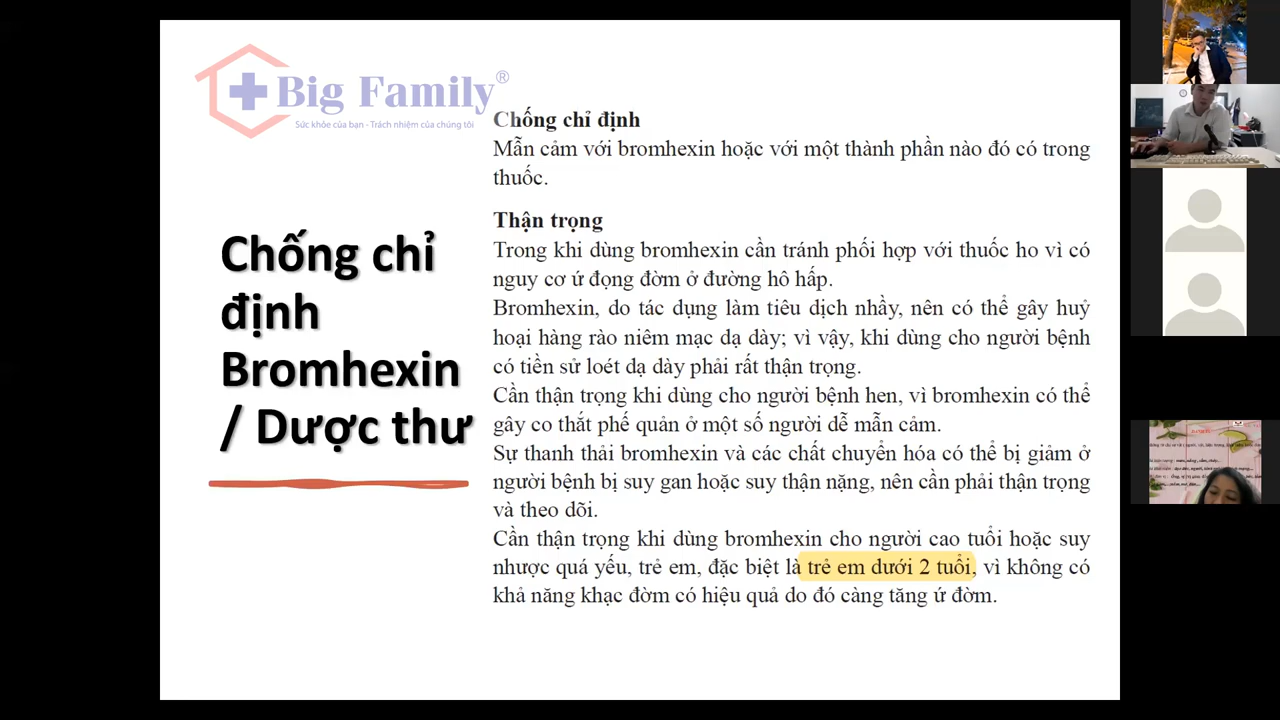 Big Family®
Sức khỏe của bạn - Trách nhiệm của chúng tôi
Chống chỉ
định
Bromhexin
/ Dược thư
Chống chỉ định
Mẫn cảm với bromhexin hoặc với một thành phần nào đó có trong
thuốc.
Thận trọng
Trong khi dùng bromhexin cần tránh phối hợp với thuốc ho vì có
nguy cơ ứ đọng đờm ở đường hô hấp.
Bromhexin, do tác dụng làm tiêu dịch nhầy, nên có thể gây huỷ
hoại hàng rào niêm mạc dạ dày; vì vậy, khi dùng cho người bệnh
có tiền sử loét dạ dày phải rất thận trọng.
Cần thận trọng khi dùng cho người bệnh hen, vì bromhexin có thể
gây co thắt phế quản ở một số người dễ mẫn cảm.
Sự thanh thải bromhexin và các chất chuyển hóa có thể bị giảm ở
người bệnh bị suy gan hoặc suy thận nặng, nên cần phải thận trọng
và theo dõi.
Cần thận trọng khi dùng bromhexin cho người cao tuổi hoặc suy
nhược quá yếu, trẻ em, đặc biệt là trẻ em dưới 2 tuổi, vì không có
khả năng khạc đờm có hiệu quả do đó càng tăng ứ đờm.